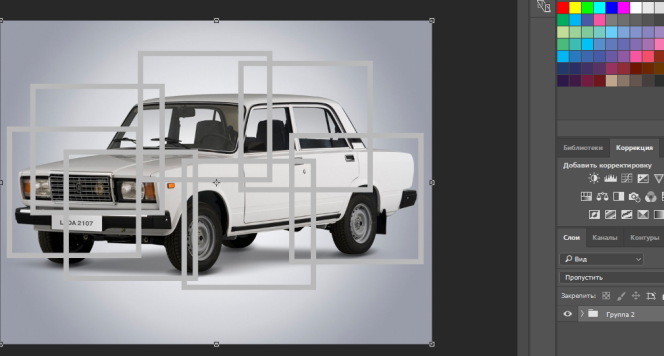 LADA 2107
Библиотеки Коррекция
Добавить корректировку
Слои Каналы Контуры
Вид
Пропустить
Закрепить:
Группа 2